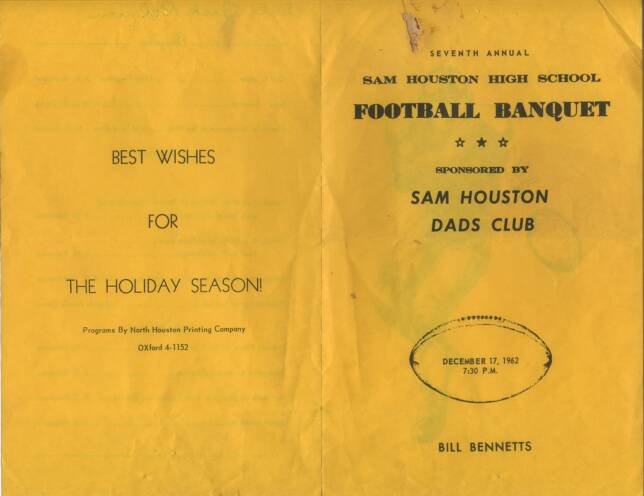 BEST WISHES
FOR
THE HOLIDAY SEASON!
Programs By North Houston Printing Company
OXford 4-1152
SEVENTH ANNUAL
SAM HOUSTON HIGH SCHOOL
FOOTBALL BANQUET
☆ ★ ☆
SPONSORED BY
SAM HOUSTON
DADS CLUB
DECEMBER 17, 1962
7:30 P.M.
BILL BENNETTS